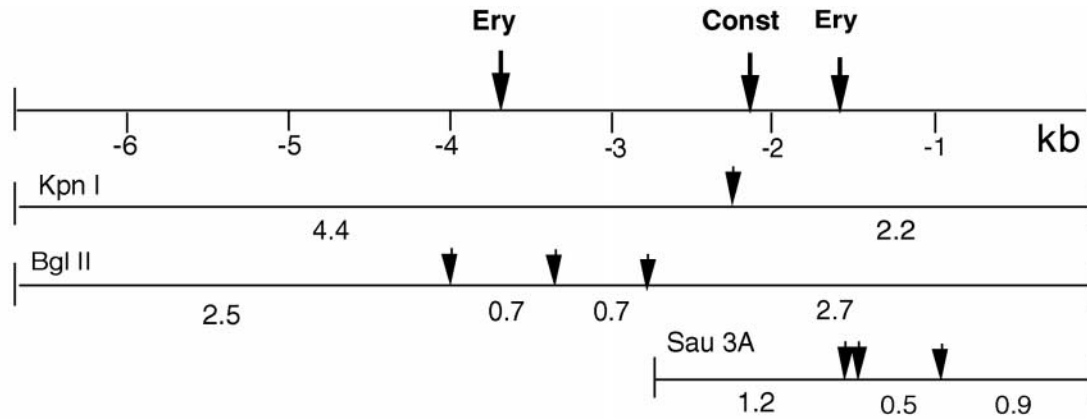 Ery Const Ery
-6 -5 -4 -3 -2 -1 kb
Kpn I
4.4 2.2
Bgl II
2.5 0.7 0.7 2.7
Sau 3A
1.2 0.5 0.9